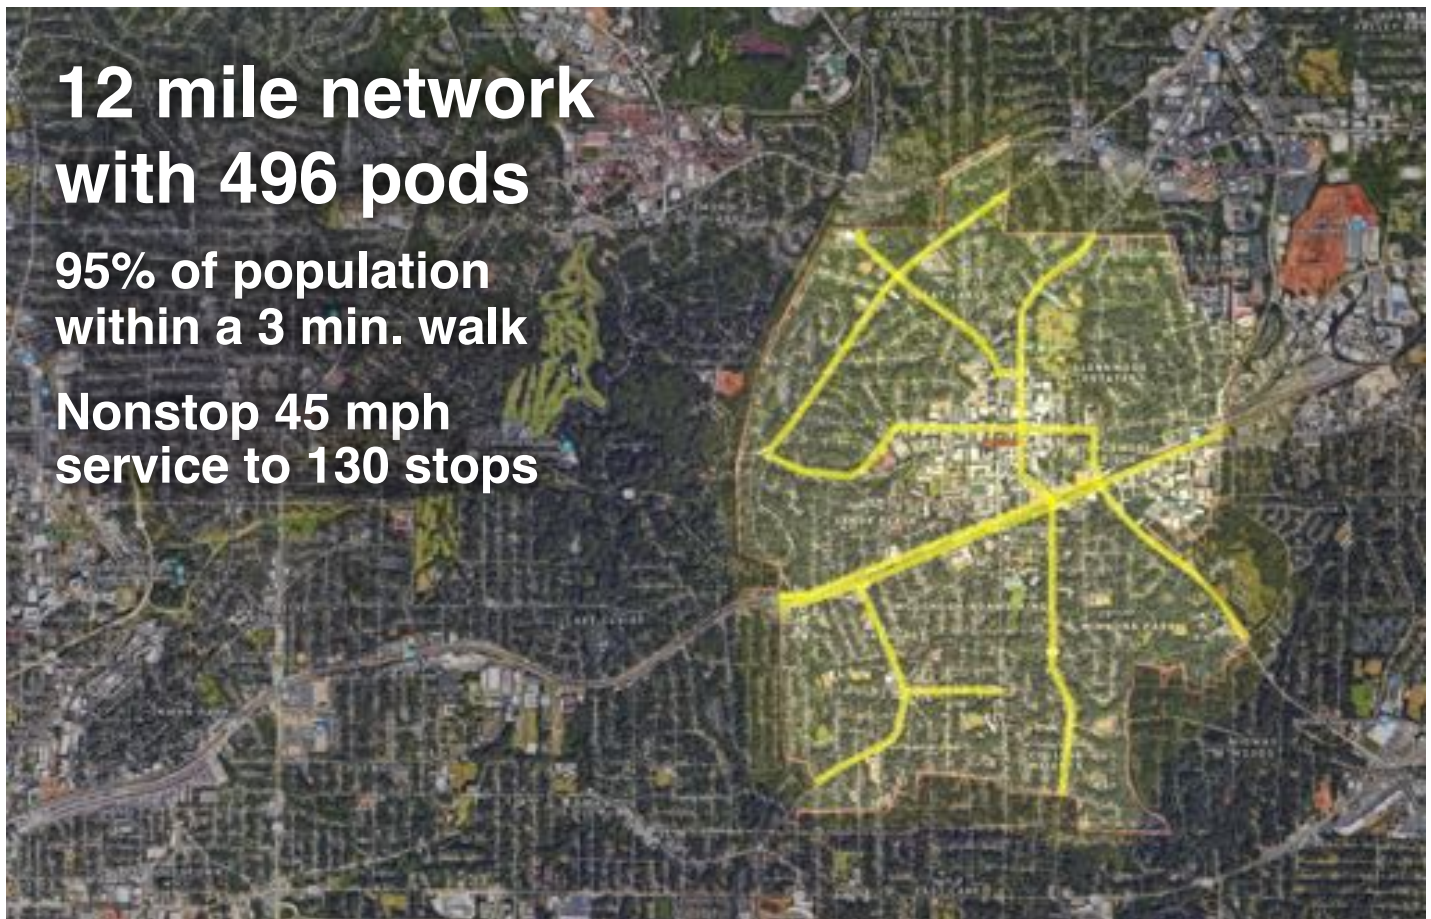 12 mile network
with 496 pods
95% of population
within a 3 min. walk
Nonstop 45 mph
service to 130 stops